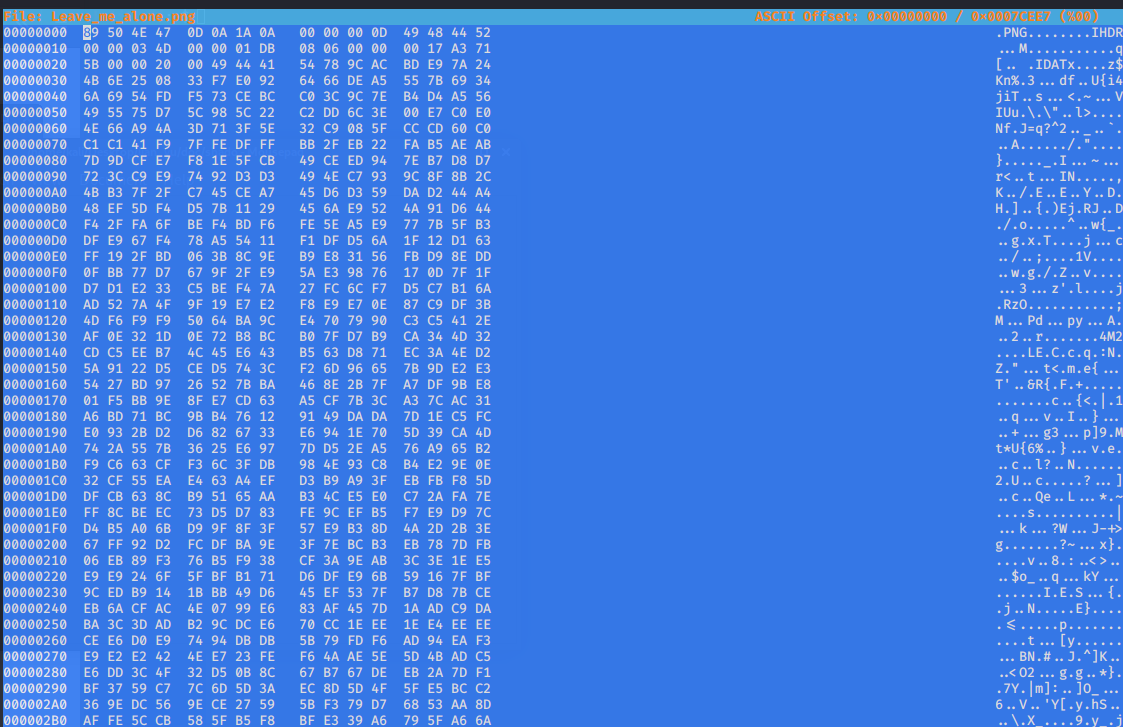 File: Leave_me_alone.png ASCII Offset: 0×00000000 / 0×0007CEE7 (%00)
00000000 89 50 4E 47 0D 0A 1A 0A 00 00 00 0D 49 48 44 52 .PNG........IHDR
00000010 00 00 03 4D 00 00 01 DB 08 06 00 00 00 17 A3 71 ...M...........q
00000020 5B 00 00 20 00 49 44 41 54 78 9C AC BD E9 7A 24 [.. .IDATx....z$
00000030 4B 6E 25 08 33 F7 E0 92 64 66 DE A5 55 7B 69 34 Kn%.3...df..U{i4
00000040 6A 69 54 FD F5 73 CE BC C0 3C 9C 7E B4 D4 A5 56 jiT..s...<.~...V
00000050 49 55 75 D7 5C 98 5C 22 C2 DD 6C 3E 00 E7 C0 E0 IUu.\.\"..l>....
00000060 4E 66 A9 4A 3D 71 3F 5E 32 C9 08 5F CC CD 60 C0 Nf.J=q?^2.._..`.
00000070 C1 C1 41 F9 7F FE DF FF BB 2F EB 22 FA B5 AE AB ..A....../."....
00000080 7D 9D CF E7 F8 1E 5F CB 49 CE ED 94 7E B7 D8 D7 }....._.I...~...
00000090 72 3C C9 E9 74 92 D3 D3 49 4E C7 93 9C 8F 8B 2C r<..t...IN.....,
000000A0 4B B3 7F 2F C7 45 CE A7 45 D6 D3 59 DA D2 44 A4 K../.E..E..Y..D.
000000B0 48 EF 5D F4 D5 7B 11 29 45 6A E9 52 4A 91 D6 44 H.]..{.)Ej.RJ..D
000000C0 F4 2F FA 6F BE F4 BD F6 FE 5E A5 E9 77 7B 5F B3 ./.o.....^..w{_.
000000D0 DF E9 67 F4 78 A5 54 11 F1 DF D5 6A 1F 12 D1 63 ..g.x.T....j...c
000000E0 FF 19 2F BD 06 3B 8C 9E B9 E8 31 56 FB D9 8E DD ../..;....1V....
000000F0 0F BB 77 D7 67 9F 2F E9 5A E3 98 76 17 0D 7F 1F ..w.g./.Z..v....
00000100 D7 D1 E2 33 C5 BE F4 7A 27 FC 6C F7 D5 C7 B1 6A ...3...z'.l....j
00000110 AD 52 7A 4F 9F 19 E7 E2 F8 E9 E7 0E 87 C9 DF 3B .RzO...........;
00000120 4D F6 F9 F9 50 64 BA 9C E4 70 79 90 C3 C5 41 2E M...Pd...py...A.
00000130 AF 0E 32 1D 0E 72 B8 BC B0 7F D7 B9 CA 34 4D 32 ..2..r.......4M2
00000140 CD C5 EE B7 4C 45 E6 43 B5 63 D8 71 EC 3A 4E D2 ....LE.C.c.q.:N.
00000150 5A 91 22 D5 CE D5 74 3C F2 6D 96 65 7B 9D E2 E3 Z."...t<.m.e{...
00000160 54 27 BD 97 26 52 7B BA 46 8E 2B 7F A7 DF 9B E8 T'..&R{.F.+.....
00000170 01 F5 BB 9E 8F E7 CD 63 A5 CF 7B 3C A3 7C AC 31 .......c..{<.|.1
00000180 A6 BD 71 BC 9B B4 76 12 91 49 DA DA 7D 1E C5 FC ..q...v..I..}...
00000190 E0 93 2B D2 D6 82 67 33 E6 94 1E 70 5D 39 CA 4D ..+...g3...p]9.M
000001A0 74 2A 55 7B 36 25 E6 97 7D D5 2E A5 76 A9 65 B2 t*U{6%..}...v.e.
000001B0 F9 C6 63 CF F3 6C 3F DB 98 4E 93 C8 B4 E2 9E 0E ..c..l?..N......
000001C0 32 CF 55 EA E4 63 A4 EF D3 B9 A9 3F EB FB F8 5D 2.U..c.....?...]
000001D0 DF CB 63 8C B9 51 65 AA B3 4C E5 E0 C7 2A FA 7E ..c..Qe..L...*.~
000001E0 FF 8C BE EC 73 D5 D5 D7 83 FE 9C EF B5 F7 E9 D9 7C ....s..........|
000001F0 D4 B5 A0 6B D9 9F 8F 3F 57 E9 B3 8D 4A 2D 2B 3E ...k...?W...J-+>
00000200 67 FF 92 D2 FC DF BA 9E 3F 7E BC B3 EB 78 7D FB g.......?~...x}.
00000210 06 EB 89 F3 76 B5 F9 38 CF 3A 9E AB 3C 3E 1E E5 ....v..8.:..<>..
00000220 E9 E9 24 6F 5F BF B1 71 D6 DF E9 6B 59 16 7F BF ..$o_..q...kY...
00000230 9C ED B9 14 1B BB 49 D6 45 EF 53 7F B7 D8 7B CE ......I.E.S...{.
00000240 EB 6A CF AC 4E 07 99 E6 83 AF 45 7D 1A AD C9 DA .j..N.....E}....
00000250 BA 3C 3D AD B2 9C DC E6 70 CC 1E EE 1E E4 EE EE .<=.....p.......
00000260 CE E6 D0 E9 74 94 DB DB 5B 79 FD F6 AD 94 EA F3 ....t...[y......
00000270 E9 E2 E2 42 4E E7 23 FE F6 4A AE 5E 5D 4B AD C5 ...BN.#..J.^]K..
00000280 E6 DD 3C 4F 32 D5 0B 8C 67 B7 67 DE EB 2A 7D F1 ..<O2...g.g..*}.
00000290 BF 37 59 C7 7C 6D 5D 3A EC 8D 5D 4F 5F E5 BC C2 .7Y.|m]:..]O_...
000002A0 36 9E DC 56 9E CE 27 59 5B F3 79 D7 68 53 AA 8D 6..V..'Y[.y.hS..
000002B0 AF FE 5C CB 58 5F B5 F8 BF E3 39 A6 79 5F A6 6A ..\.X_....9.y_.j